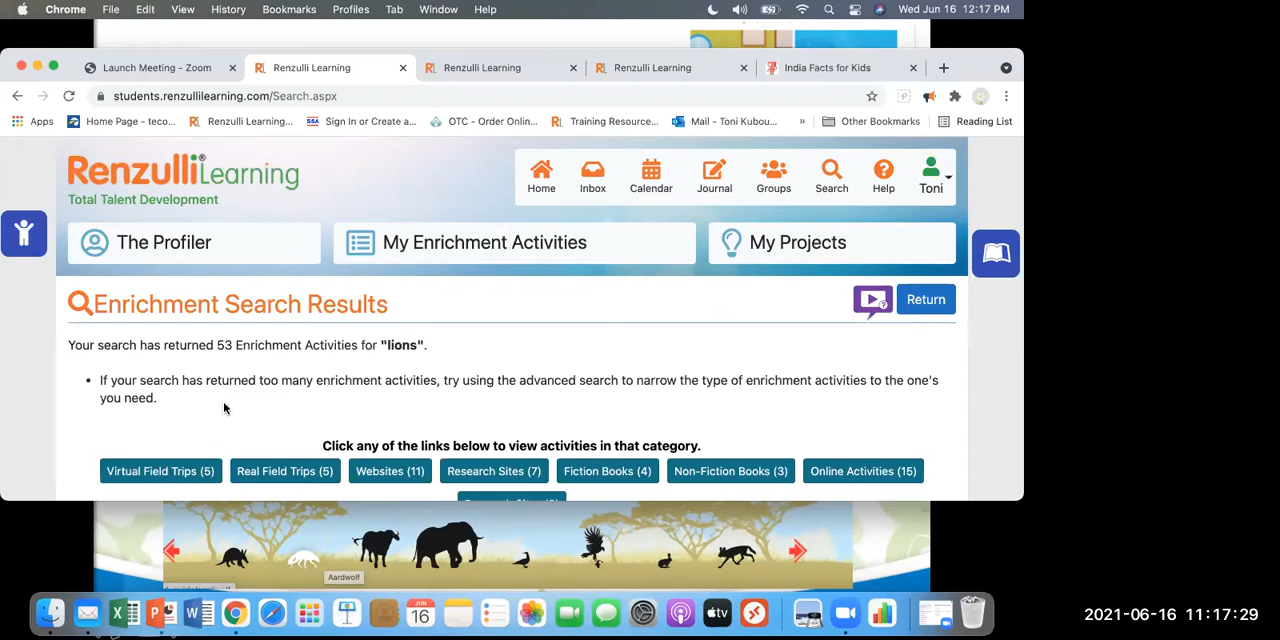 Chrome File Edit View History Bookmarks Profiles Tab Window Help Wed Jun 16 12:17 PM
Launch Meeting - Zoom Renzulli Learning Renzulli Learning Renzulli Learning India Facts for Kids
students.renzullilearning.com/Search.aspx
Apps Home Page - teco... Renzulli Learning... Sign In or Create a... OTC - Order Onlin... Training Resource... Mail - Toni Kubou... » Other Bookmarks Reading List
Renzulli Learning®
Total Talent Development
Home Inbox Calendar Journal Groups Search Help Toni
The Profiler My Enrichment Activities My Projects
Enrichment Search Results Return
Your search has returned 53 Enrichment Activities for "lions".
• If your search has returned too many enrichment activities, try using the advanced search to narrow the type of enrichment activities to the one's
you need.
Click any of the links below to view activities in that category.
Virtual Field Trips (5) Real Field Trips (5) Websites (11) Research Sites (7) Fiction Books (4) Non-Fiction Books (3) Online Activities (15)
Aardwolf
JUN
16
2021-06-16 11:17:29